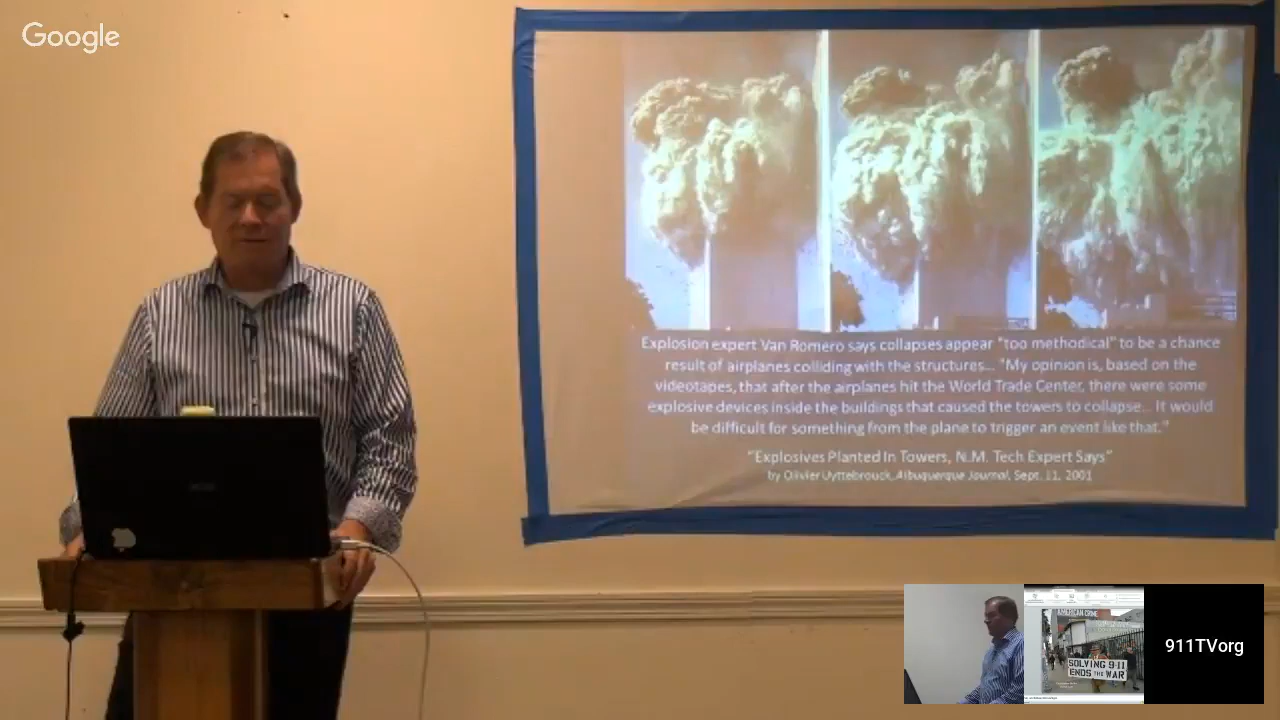 Google
Explosion expert Van Romero says collapses appear "too methodical" to be a chance
result of airplanes colliding with the structures... "My opinion is, based on the
videotapes, that after the airplanes hit the World Trade Center, there were some
explosive devices inside the buildings that caused the towers to collapse... It would
be difficult for something from the plane to trigger an event like that."
"Explosives Planted In Towers, N.M. Tech Expert Says"
by Olivier Uyttebrouck, Albuquerque Journal, Sept. 11, 2001
AMERICAN CRIME
SOLVING 9-11
ENDS THE WAR
911TVorg